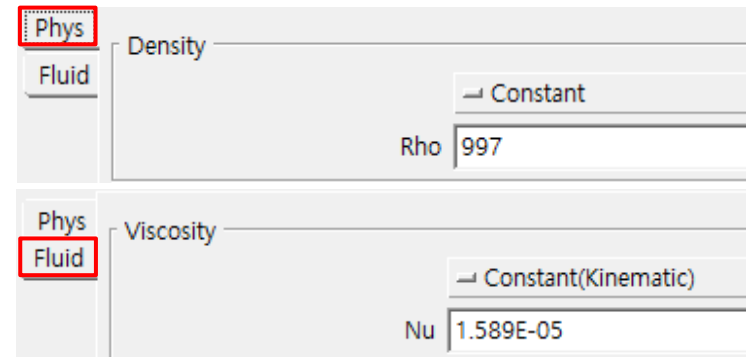 Phys
Density
Fluid
Constant
Rho 997
Phys
Viscosity
Fluid
Constant(Kinematic)
Nu 1.589E-05